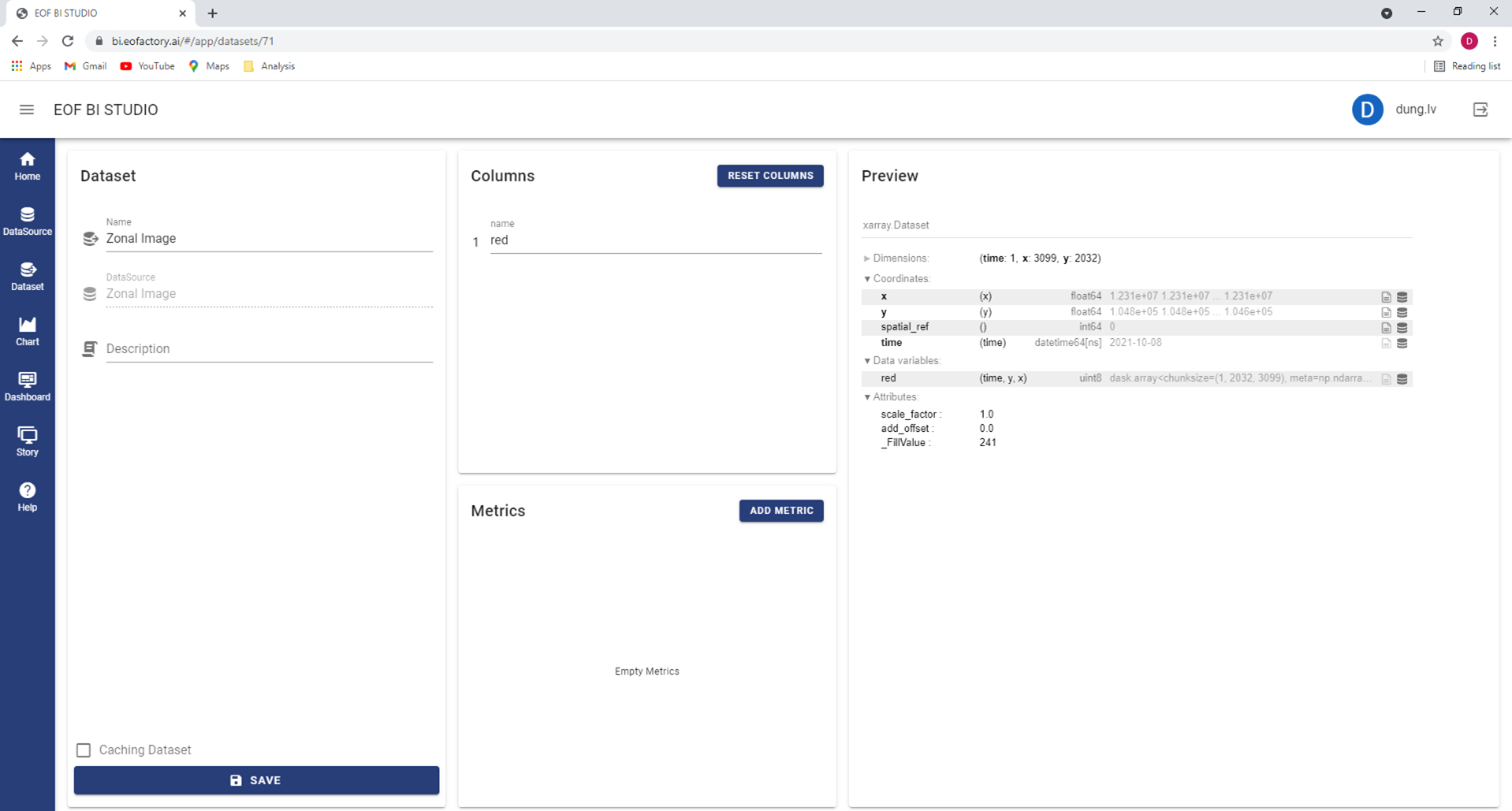 EOF BI STUDIO
bi.eofactory.ai/#/app/datasets/71
D
Apps Gmail YouTube Maps Analysis Reading list
EOF BI STUDIO D dung.lv
Home
DataSource
Dataset
Chart
Dashboard
Story
Help
Dataset
Name
Zonal Image
DataSource
Zonal Image
Description
Caching Dataset
SAVE
Columns RESET COLUMNS
name
1 red
Metrics ADD METRIC
Empty Metrics
Preview
xarray.Dataset
► Dimensions: (time: 1, x: 3099, y: 2032)
▼ Coordinates:
x (x) float64 1.231e+07 1.231e+07 ... 1.231e+07
y (y) float64 1.048e+05 1.048e+05 ... 1.046e+05
spatial_ref () int64 0
time (time) datetime64[ns] 2021-10-08
▼ Data variables:
red (time, y, x) uint8 dask.array<chunksize=(1, 2032, 3099), meta=np.ndarra...
▼ Attributes:
scale_factor : 1.0
add_offset : 0.0
_FillValue : 241